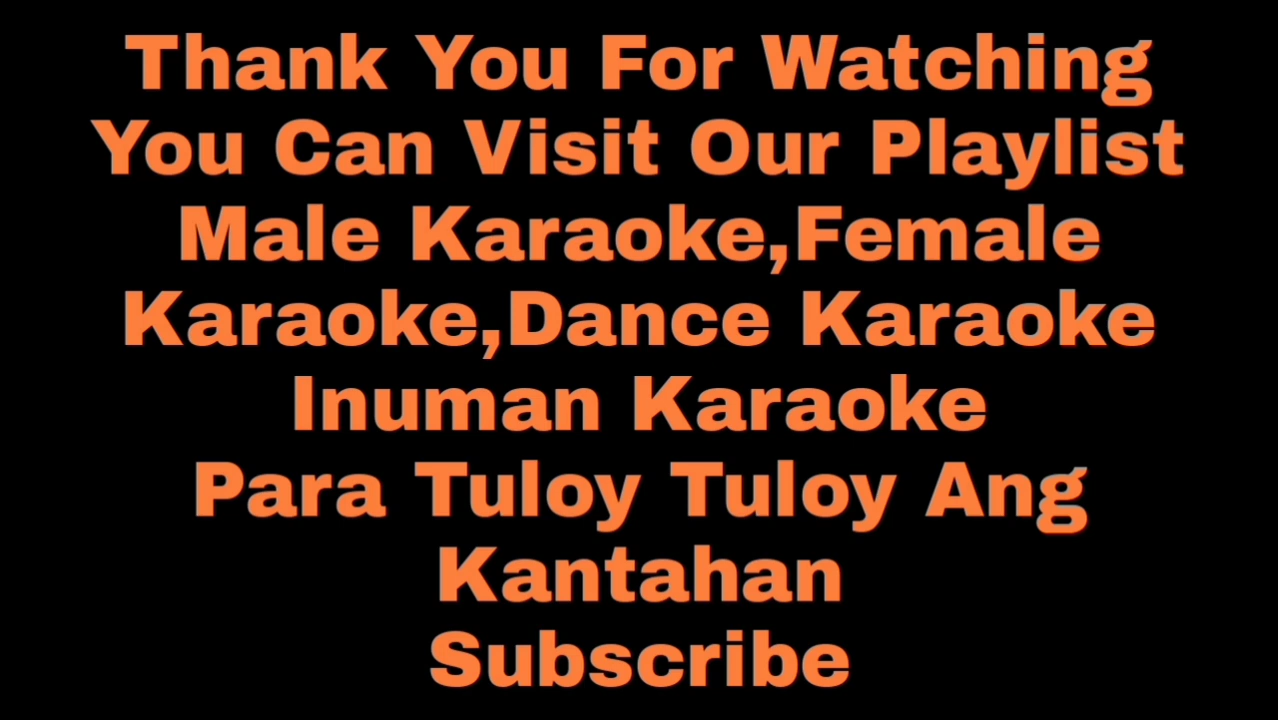 Thank You For Watching
You Can Visit Our Playlist
Male Karaoke,Female
Karaoke,Dance Karaoke
Inuman Karaoke
Para Tuloy Tuloy Ang
Kantahan
Subscribe